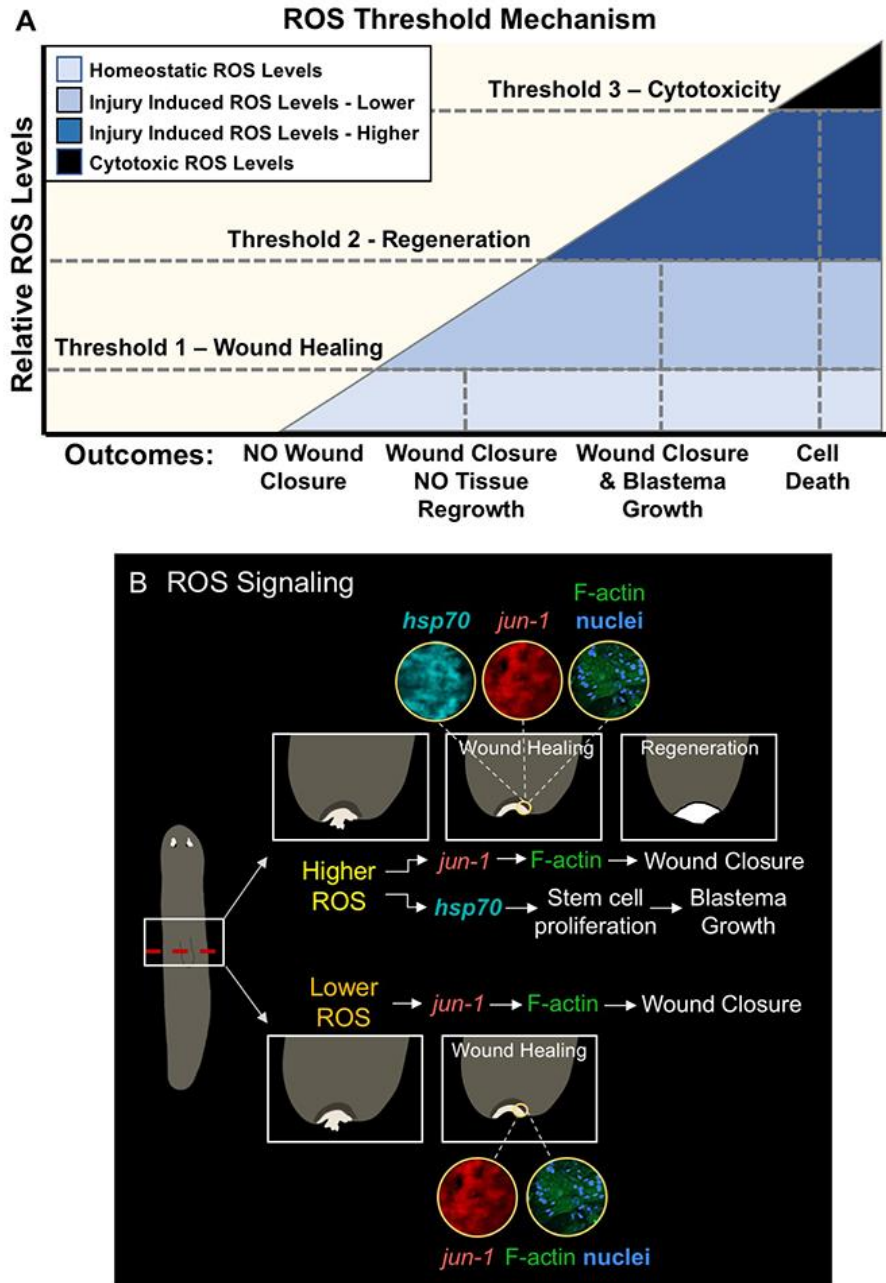 A
ROS Threshold Mechanism
Homeostatic ROS Levels
Injury Induced ROS Levels - Lower
Injury Induced ROS Levels - Higher
Cytotoxic ROS Levels
Relative ROS Levels
Threshold 3 – Cytotoxicity
Threshold 2 - Regeneration
Threshold 1 – Wound Healing
Outcomes:
NO Wound
Closure
Wound Closure
NO Tissue
Regrowth
Wound Closure
& Blastema
Growth
Cell
Death
B ROS Signaling
hsp70
jun-1
F-actin
nuclei
Wound Healing
Regeneration
Higher
ROS
jun-1
F-actin
Wound Closure
hsp70
Stem cell
proliferation
Blastema
Growth
Lower
ROS
jun-1
F-actin
Wound Closure
Wound Healing
jun-1 F-actin nuclei